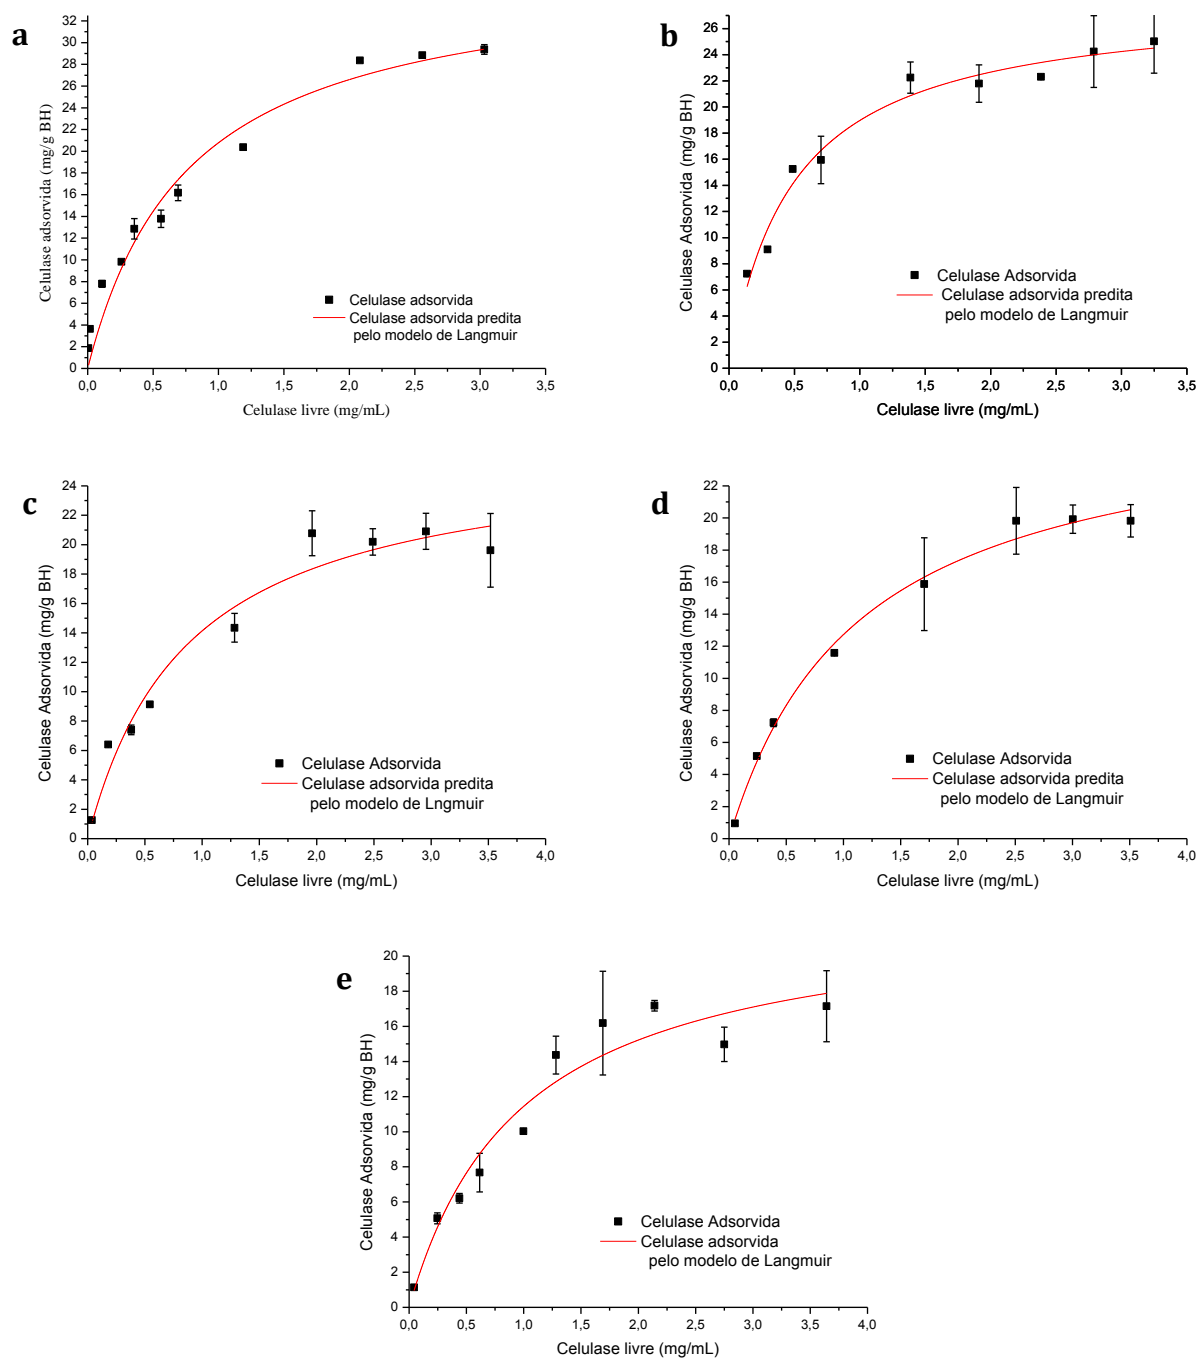 a
32
30
28
26
24
22
20
18
16
14
12
10
8
6
4
2
0
Celulase adsorvida (mg/g BH)
Celulase adsorvida
Celulase adsorvida predita
pelo modelo de Langmuir
0,0 0,5 1,0 1,5 2,0 2,5 3,0 3,5
Celulase livre (mg/mL)
b
26
24
22
20
18
16
14
12
10
8
6
4
2
0
Celulase Adsorvida (mg/g BH)
Celulase Adsorvida
Celulase adsorvida predita
pelo modelo de Langmuir
0,0 0,5 1,0 1,5 2,0 2,5 3,0 3,5
Celulase livre (mg/mL)
c
24
22
20
18
16
14
12
10
8
6
4
2
0
Celulase Adsorvida (mg/g BH)
Celulase Adsorvida
Celulase adsorvida predita
pelo modelo de Lngmuir
0,0 0,5 1,0 1,5 2,0 2,5 3,0 3,5 4,0
Celulase livre (mg/mL)
d
22
20
18
16
14
12
10
8
6
4
2
0
Celulase Adsorvida (mg/g BH)
Celulase Adsorvida
Celulase adsorvida predita
pelo modelo de Langmuir
0,0 0,5 1,0 1,5 2,0 2,5 3,0 3,5 4,0
Celulase livre (mg/mL)
e
20
18
16
14
12
10
8
6
4
2
0
Celulase Adsorvida (mg/g BH)
Celulase Adsorvida
Celulase adsorvida
pelo modelo de Langmuir
0,0 0,5 1,0 1,5 2,0 2,5 3,0 3,5 4,0
Celulase livre (mg/mL)